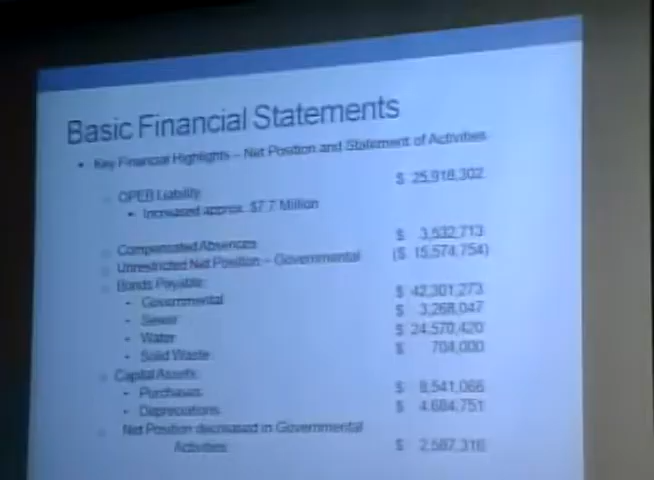 Basic Financial Statements
• Key Financial Highlights – Net Position and Statement of Activities
OPEB Liability $ 25,918,302
• Increased approx. $7.7 Million
Compensated Absences $ 3,532,713
Unrestricted Net Position – Governmental ($ 15,574,754)
Bonds Payable:
• Governmental $ 42,301,273
• Sewer $ 3,268,047
• Water $ 24,570,420
• Solid Waste $ 704,000
Capital Assets:
• Purchases $ 8,541,066
• Depreciations $ 4,684,751
Net Position decreased in Governmental
Activities $ 2,587,316